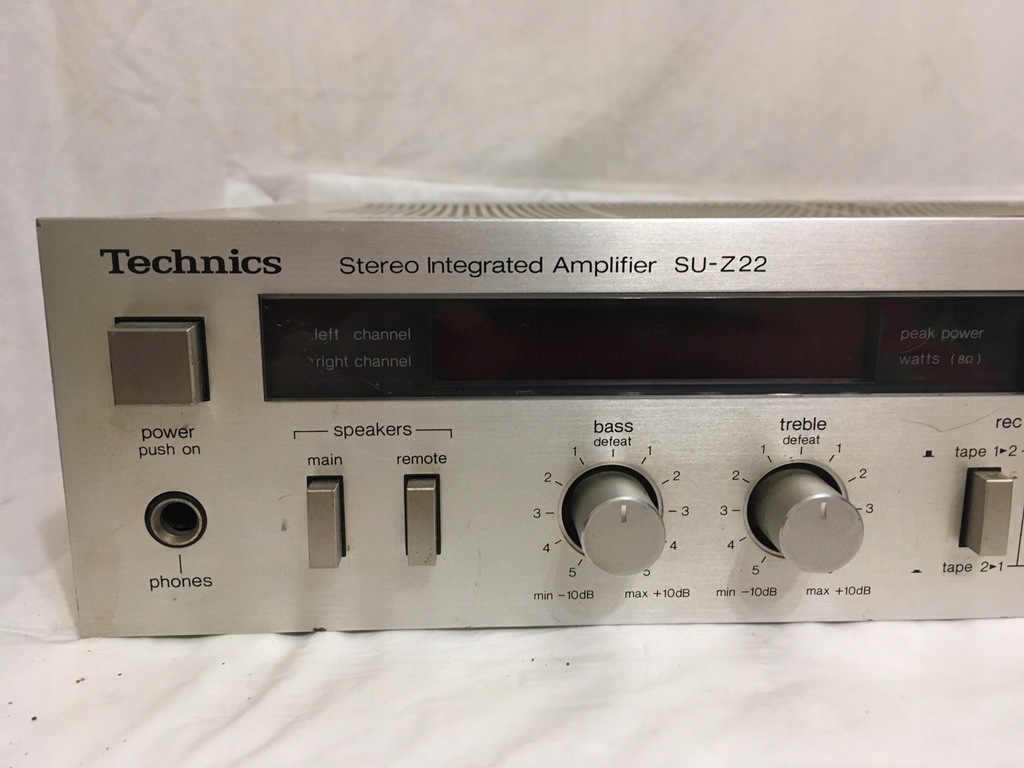 Technics
Stereo Integrated Amplifier SU-Z22
left channel
right channel
peak power
watts (8Ω)
power
push on
speakers
main
remote
phones
bass
defeat
1 1
2 2
3 3
4 4
5 5
min -10dB max +10dB
treble
defeat
1 1
2 2
3 3
4
5
min -10dB max +10dB
rec
tape 1▸2
tape 2▸1